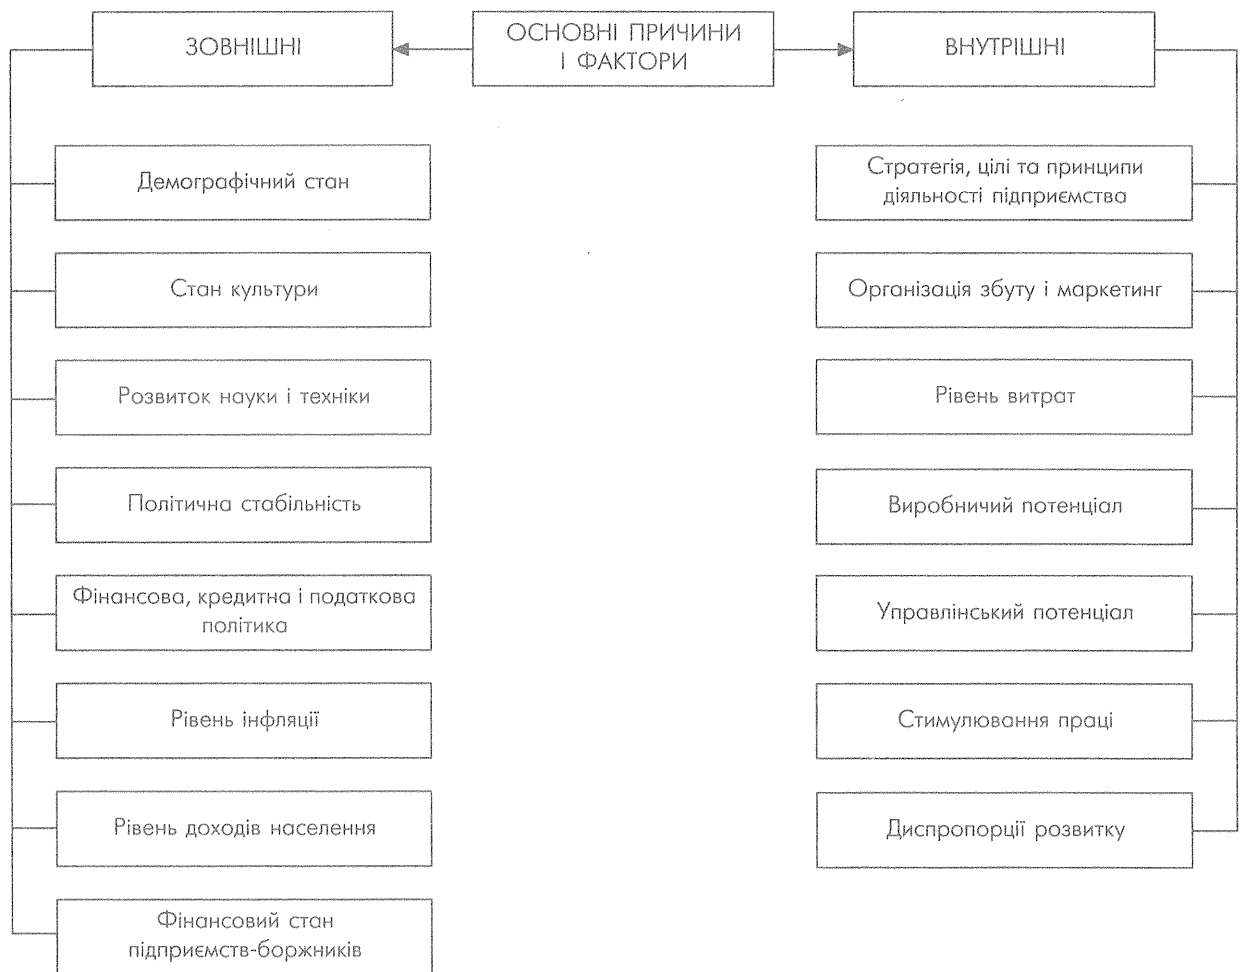 ОСНОВНІ ПРИЧИНИ
І ФАКТОРИ
ЗОВНІШНІ
Демографічний стан
Стан культури
Розвиток науки і техніки
Політична стабільність
Фінансова, кредитна і податкова
політика
Рівень інфляції
Рівень доходів населення
Фінансовий стан
підприємств-боржників
ВНУТРІШНІ
Стратегія, цілі та принципи
діяльності підприємства
Організація збуту і маркетинг
Рівень витрат
Виробничий потенціал
Управлінський потенціал
Стимулювання праці
Диспропорції розвитку